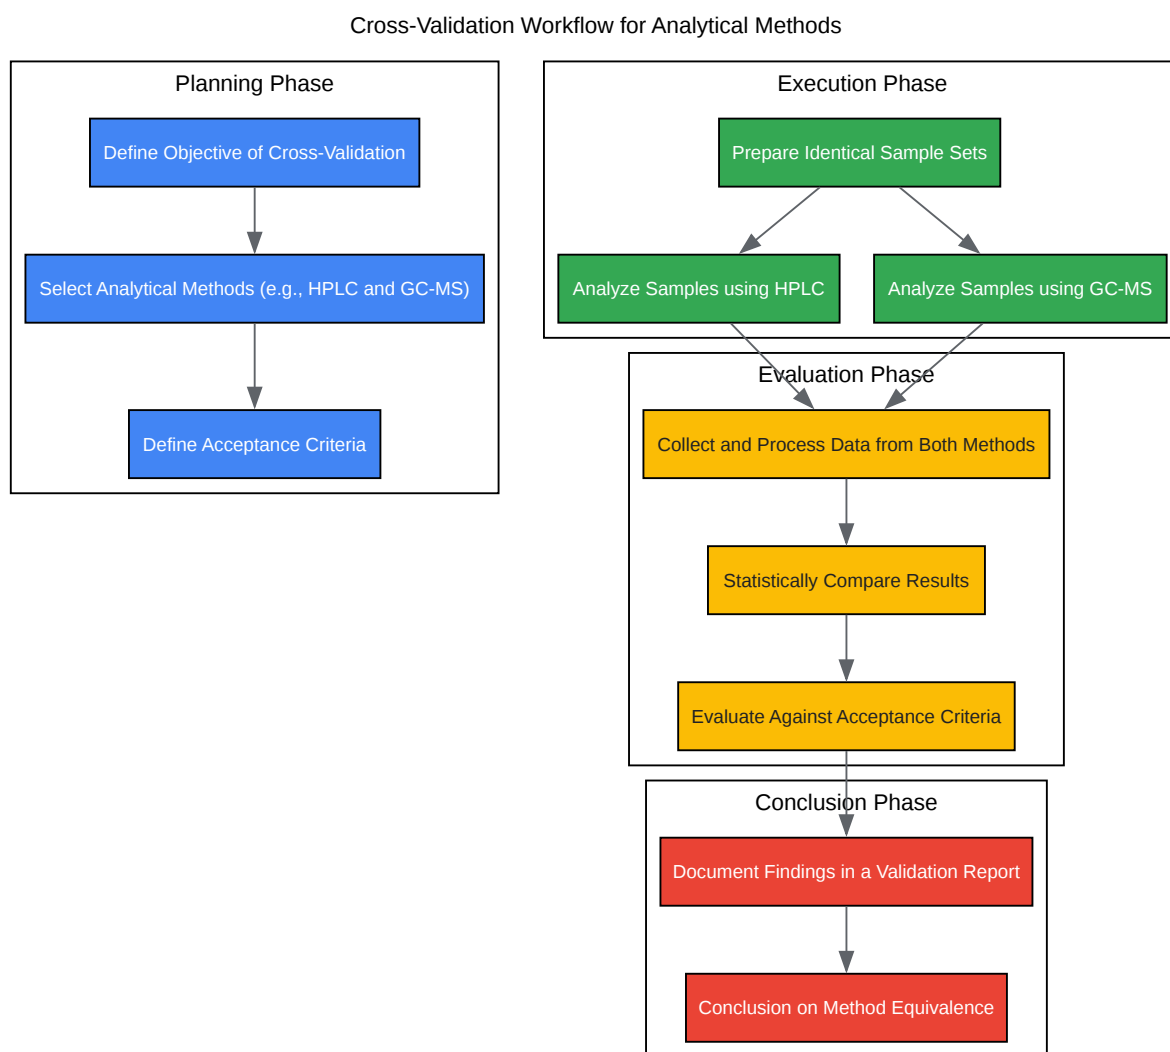 Cross-Validation Workflow for Analytical Methods
Planning Phase
Define Objective of Cross-Validation
Select Analytical Methods (e.g., HPLC and GC-MS)
Define Acceptance Criteria
Execution Phase
Prepare Identical Sample Sets
Analyze Samples using HPLC
Analyze Samples using GC-MS
Evaluation Phase
Collect and Process Data from Both Methods
Statistically Compare Results
Evaluate Against Acceptance Criteria
Conclusion Phase
Document Findings in a Validation Report
Conclusion on Method Equivalence